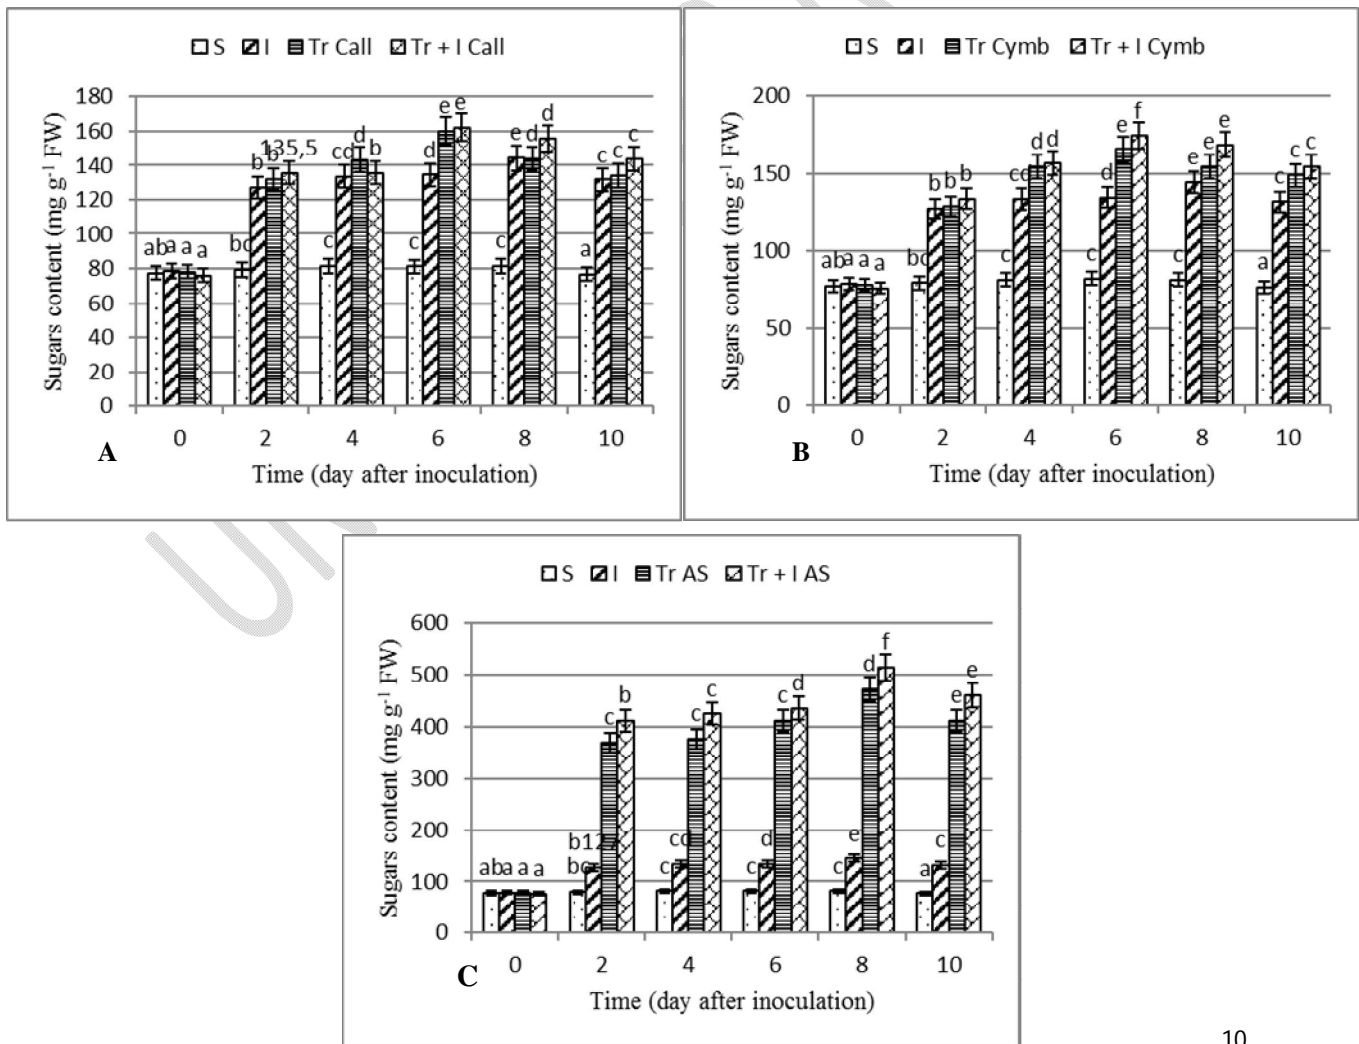 S I Tr Call Tr + I Call
Sugars content (mg g-1 FW)
180
160
140
120
100
80
60
40
20
0
ab a a a bc b b 135,5 c cd d b c d e e c e d d a c c c
0 2 4 6 8 10
A
Time (day after inoculation)
S I Tr Cymb Tr + I Cymb
Sugars content (mg g-1 FW)
200
150
100
50
0
ab a a a bc b b b c cd d d c d e f c e e e a c c c
0 2 4 6 8 10
B
Time (day after inoculation)
S I Tr AS Tr + I AS
Sugars content (mg g-1 FW)
600
500
400
300
200
100
0
ab a a a bc b127 c b c cd c c c d c d c e d f a c e e
0 2 4 6 8 10
C
Time (day after inoculation)
10